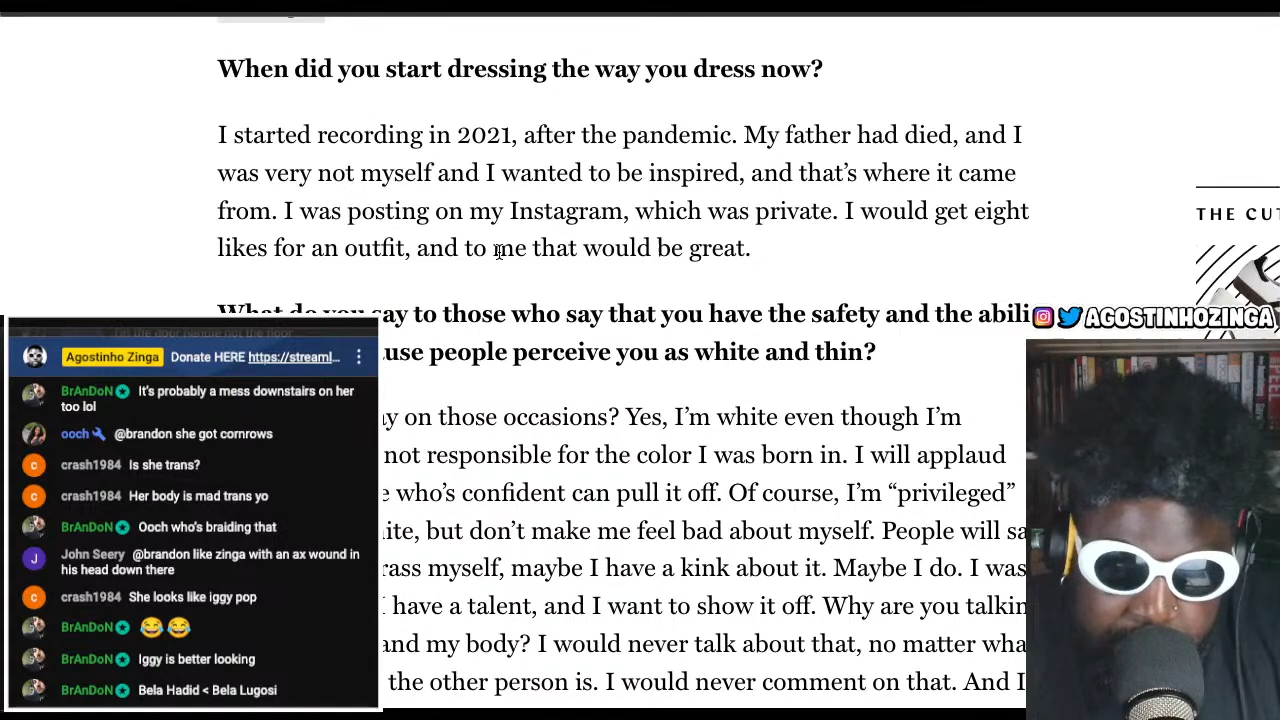 When did you start dressing the way you dress now?
I started recording in 2021, after the pandemic. My father had died, and I
was very not myself and I wanted to be inspired, and that's where it came
from. I was posting on my Instagram, which was private. I would get eight
likes for an outfit, and to me that would be great.
What do you say to those who say that you have the safety and the abili
use people perceive you as white and thin?
y on those occasions? Yes, I'm white even though I'm
not responsible for the color I was born in. I will applaud
e who's confident can pull it off. Of course, I'm “privileged”
ite, but don't make me feel bad about myself. People will sa
rass myself, maybe I have a kink about it. Maybe I do. I was
I have a talent, and I want to show it off. Why are you talkin
and my body? I would never talk about that, no matter wha
the other person is. I would never comment on that. And I
THE CU
AGOSTINHOZINGA
on the door handle not the floor
Agostinho Zinga Donate HERE https://streaml...
BrAnDoN It's probably a mess downstairs on her
too lol
ooch @brandon she got cornrows
crash1984 Is she trans?
crash1984 Her body is mad trans yo
BrAnDoN Ooch who's braiding that
John Seery @brandon like zinga with an ax wound in
his head down there
crash1984 She looks like iggy pop
BrAnDoN 😂😂
BrAnDoN Iggy is better looking
BrAnDoN Bela Hadid < Bela Lugosi